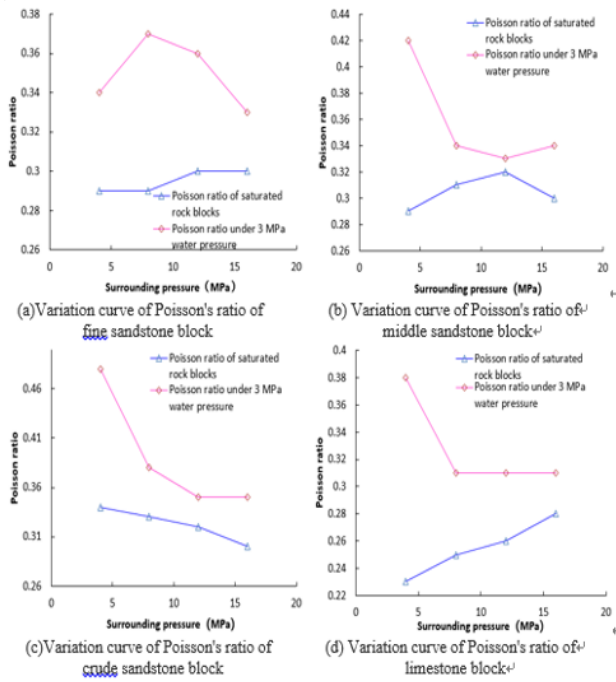 0.38
0.36
0.34
0.32
0.3
0.28
0.26
Poisson ratio
Poisson ratio of saturated
rock blocks
Poisson ratio under 3 MPa
water pressure
0 5 10 15 20
Surrounding pressure (MPa)
(a)Variation curve of Poisson's ratio of
fine sandstone block
0.44
0.42
0.4
0.38
0.36
0.34
0.32
0.3
0.28
0.26
Poisson ratio
Poisson ratio of saturated
rock blocks
Poisson ratio under 3 MPa
water pressure
0 5 10 15 20
Surrounding pressure (MPa)
(b) Variation curve of Poisson's ratio of↵
middle sandstone block↵
0.46
0.41
0.36
0.31
0.26
Poisson ratio
Poisson ratio of saturated
rock blocks
Poisson ratio under 3 MPa
water pressure
0 5 10 15 20
Surrounding pressure (MPa)
(c)Variation curve of Poisson's ratio of
crude sandstone block
0.4
0.38
0.36
0.34
0.32
0.3
0.28
0.26
0.24
0.22
Poisson ratio
Poisson ratio of saturated
rock blocks
Poisson ratio under 3 MPa
water pressure
0 5 10 15 20
Surrounding pressure (MPa)
(d) Variation curve of Poisson's ratio of↵
limestone block↵